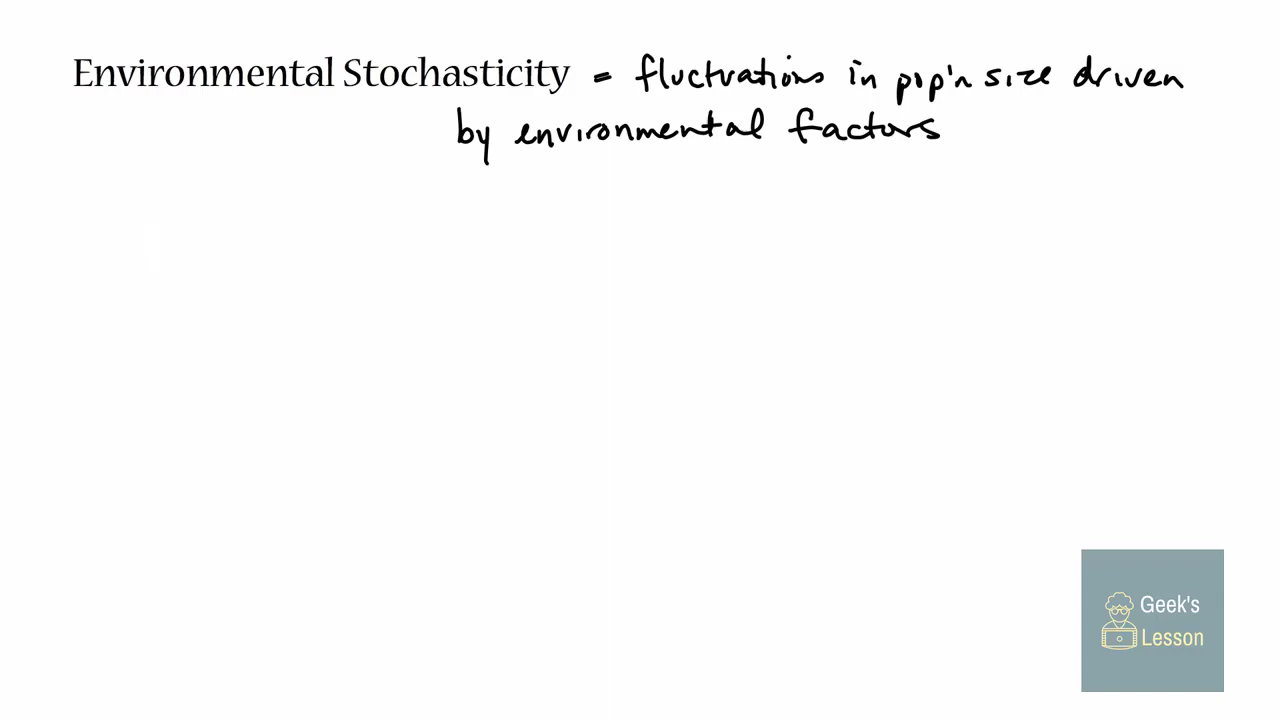 Environmental Stochasticity = fluctuations in pop'n size driven
by environmental factors
Geek's
Lesson